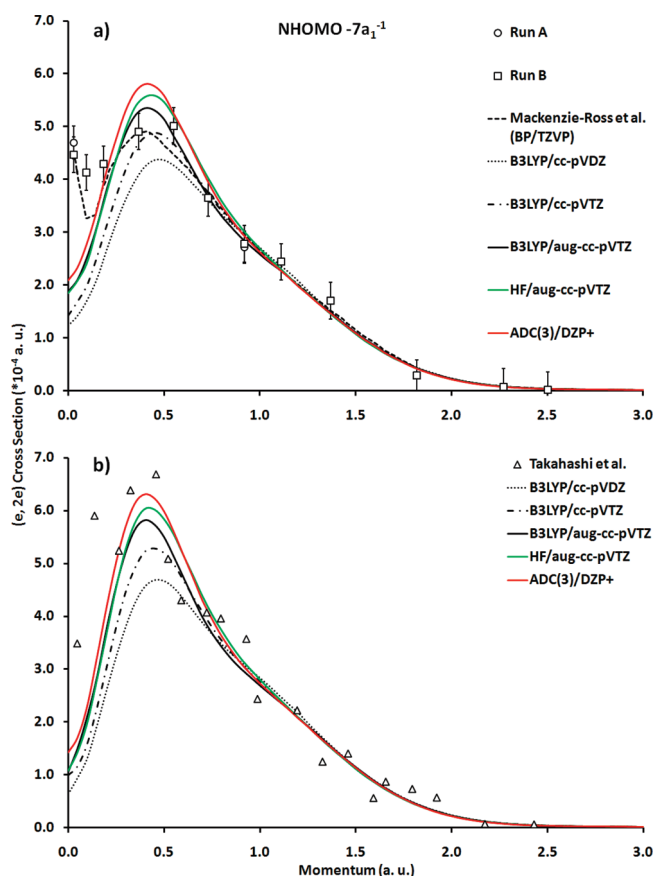 a)
NHOMO -7a₁⁻¹
7.0
6.0
5.0
4.0
3.0
2.0
1.0
0.0
0.0 0.5 1.0 1.5 2.0 2.5 3.0
Run A
Run B
Mackenzie-Ross et al.
(BP/TZVP)
B3LYP/cc-pVDZ
B3LYP/cc-pVTZ
B3LYP/aug-cc-pVTZ
HF/aug-cc-pVTZ
ADC(3)/DZP+
(e, 2e) Cross Section (*10⁻⁴ a. u.)
b)
7.0
6.0
5.0
4.0
3.0
2.0
1.0
0.0
Takahashi et al.
B3LYP/cc-pVDZ
B3LYP/cc-pVTZ
B3LYP/aug-cc-pVTZ
HF/aug-cc-pVTZ
ADC(3)/DZP+
0.0 0.5 1.0 1.5 2.0 2.5 3.0
Momentum (a. u.)